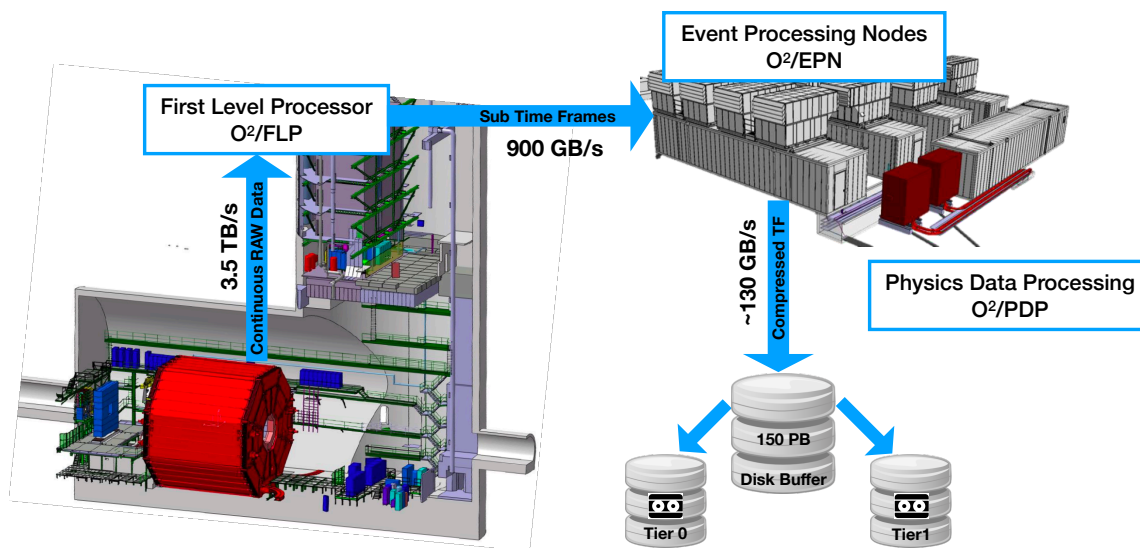 Event Processing Nodes
O²/EPN
First Level Processor
O²/FLP
Sub Time Frames
900 GB/s
3.5 TB/s
Continuous RAW Data
~130 GB/s
Compressed TF
Physics Data Processing
O²/PDP
150 PB
Disk Buffer
Tier 0
Tier1